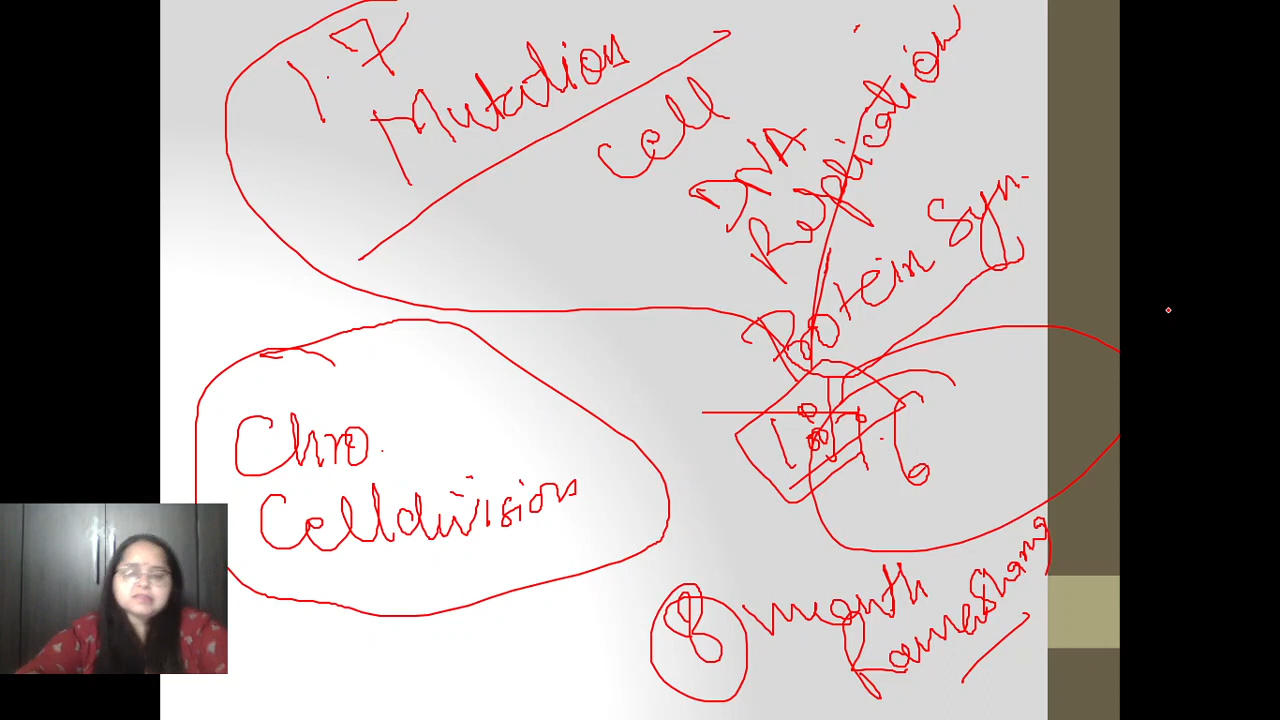 1.7
Mutation
Cell
DNA
Replication
Protein Syn.
Chro.
Cell division
8 month